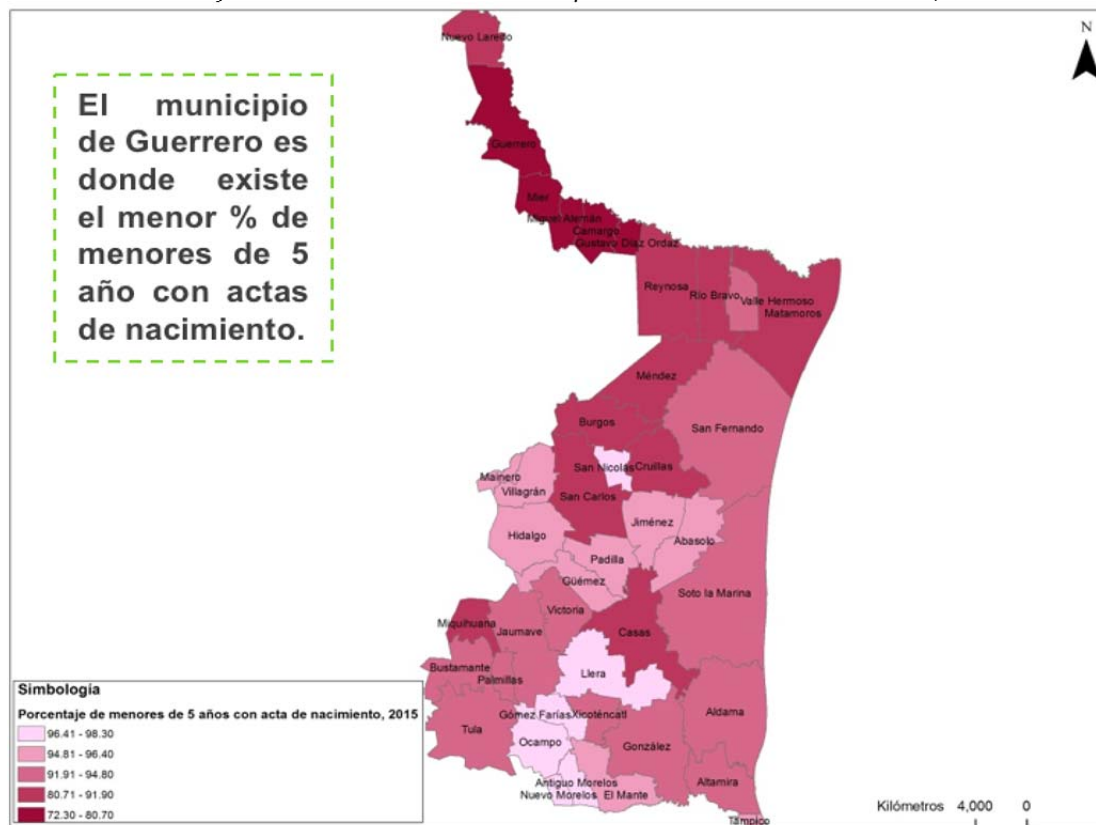 N
Nuevo Laredo
El municipio
de Guerrero es
donde existe
el menor % de
menores de 5
año con actas
de nacimiento.
Guerrero
Mier
Miguel Alemán
Camargo
Gustavo Díaz Ordaz
Reynosa
Río Bravo
Valle Hermoso
Matamoros
Méndez
Burgos
San Fernando
San Nicolás
Cruillas
Mainero
Villagrán
San Carlos
Jiménez
Hidalgo
Abasolo
Padilla
Güémez
Soto la Marina
Victoria
Miquihuana
Jaumave
Casas
Bustamante
Palmillas
Llera
Tula
Gómez Farías
Xicoténcatl
Aldama
Ocampo
González
Antiguo Morelos
Nuevo Morelos
El Mante
Altamira
Tampico
Simbología
Porcentaje de menores de 5 años con acta de nacimiento, 2015
96.41 - 98.30
94.81 - 96.40
91.91 - 94.80
80.71 - 91.90
72.30 - 80.70
Kilómetros 4,000 0